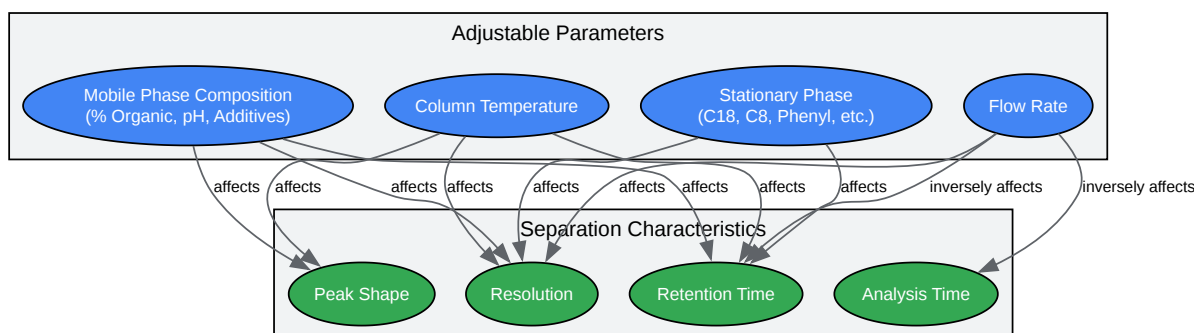 Adjustable Parameters
Mobile Phase Composition
(% Organic, pH, Additives)
Column Temperature
Stationary Phase
(C18, C8, Phenyl, etc.)
Flow Rate
affects
affects
affects
affects
affects
affects
affects
affects
affects
inversely affects
inversely affects
Separation Characteristics
Peak Shape
Resolution
Retention Time
Analysis Time